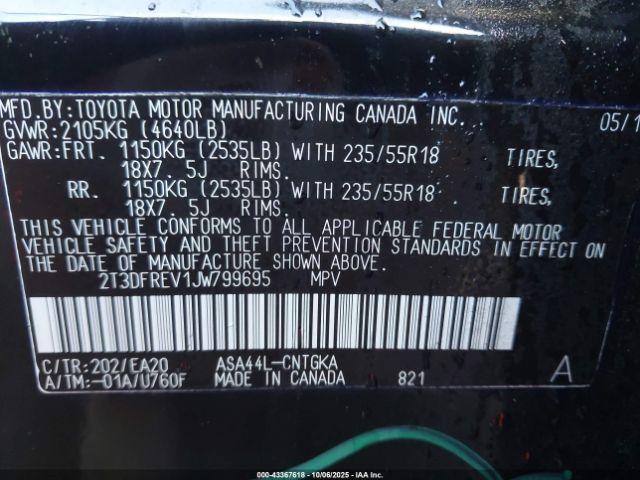 MFD.BY:TOYOTA MOTOR MANUFACTURING CANADA INC. 05/1
GVWR:2105KG (4640LB)
GAWR:FRT. 1150KG (2535LB) WITH 235/55R18 TIRES,
18X7. 5J RIMS.
RR. 1150KG (2535LB) WITH 235/55R18 TIRES,
18X7. 5J RIMS.
THIS VEHICLE CONFORMS TO ALL APPLICABLE FEDERAL MOTOR
VEHICLE SAFETY AND THEFT PREVENTION STANDARDS IN EFFECT ON
THE DATE OF MANUFACTURE SHOWN ABOVE.
2T3DFREV1JW799695 MPV
C/TR:202/EA20 ASA44L-CNTGKA A
A/TM:-01A/U760F MADE IN CANADA 821
000-43367618 | 10/06/2025 | IAA Inc.